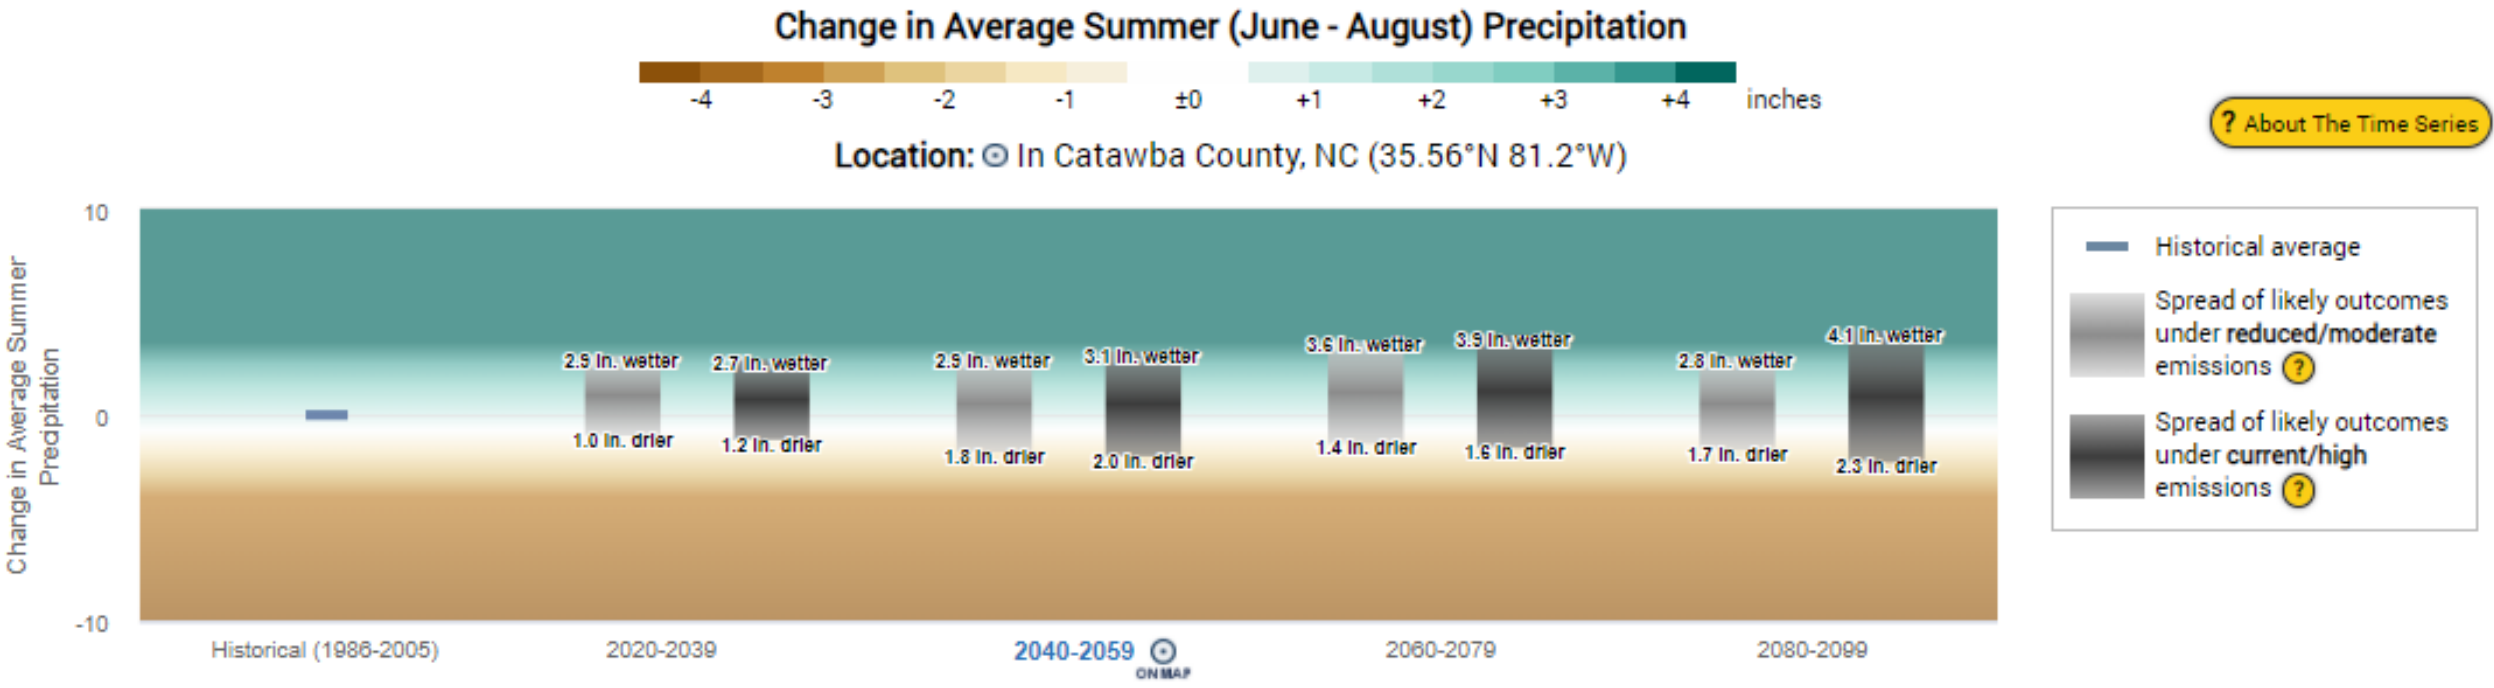 Change in Average Summer (June - August) Precipitation
-4 -3 -2 -1 ±0 +1 +2 +3 +4 inches
? About The Time Series
Location: In Catawba County, NC (35.56°N 81.2°W)
Change in Average Summer
Precipitation
10
0
-10
2.9 in. wetter
1.0 in. drier
2.7 in. wetter
1.2 in. drier
2.9 in. wetter
1.8 in. drier
3.1 in. wetter
2.0 in. drier
3.6 in. wetter
1.4 in. drier
3.9 in. wetter
1.6 in. drier
2.8 in. wetter
1.7 in. drier
4.1 in. wetter
2.3 in. drier
Historical (1986-2005)
2020-2039
2040-2059
ON MAP
2060-2079
2080-2099
Historical average
Spread of likely outcomes
under reduced/moderate
emissions ?
Spread of likely outcomes
under current/high
emissions ?